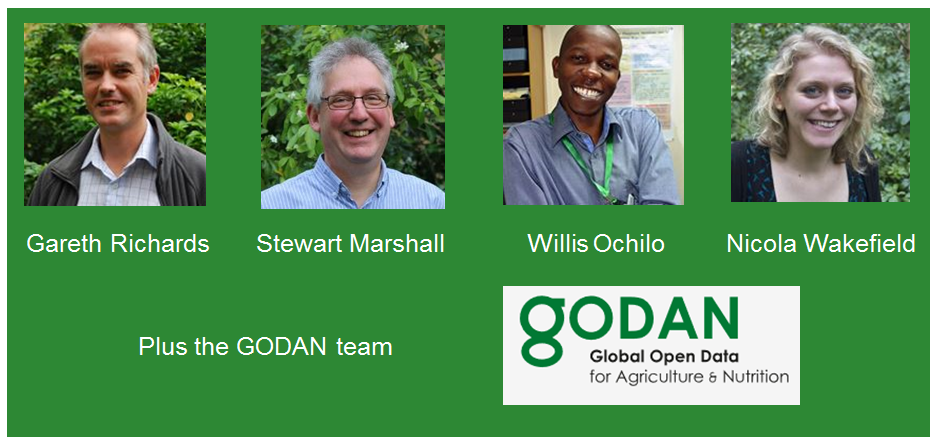 Gareth Richards
Stewart Marshall
Willis Ochilo
Nicola Wakefield
Plus the GODAN team
gODAN
Global Open Data
for Agriculture & Nutrition